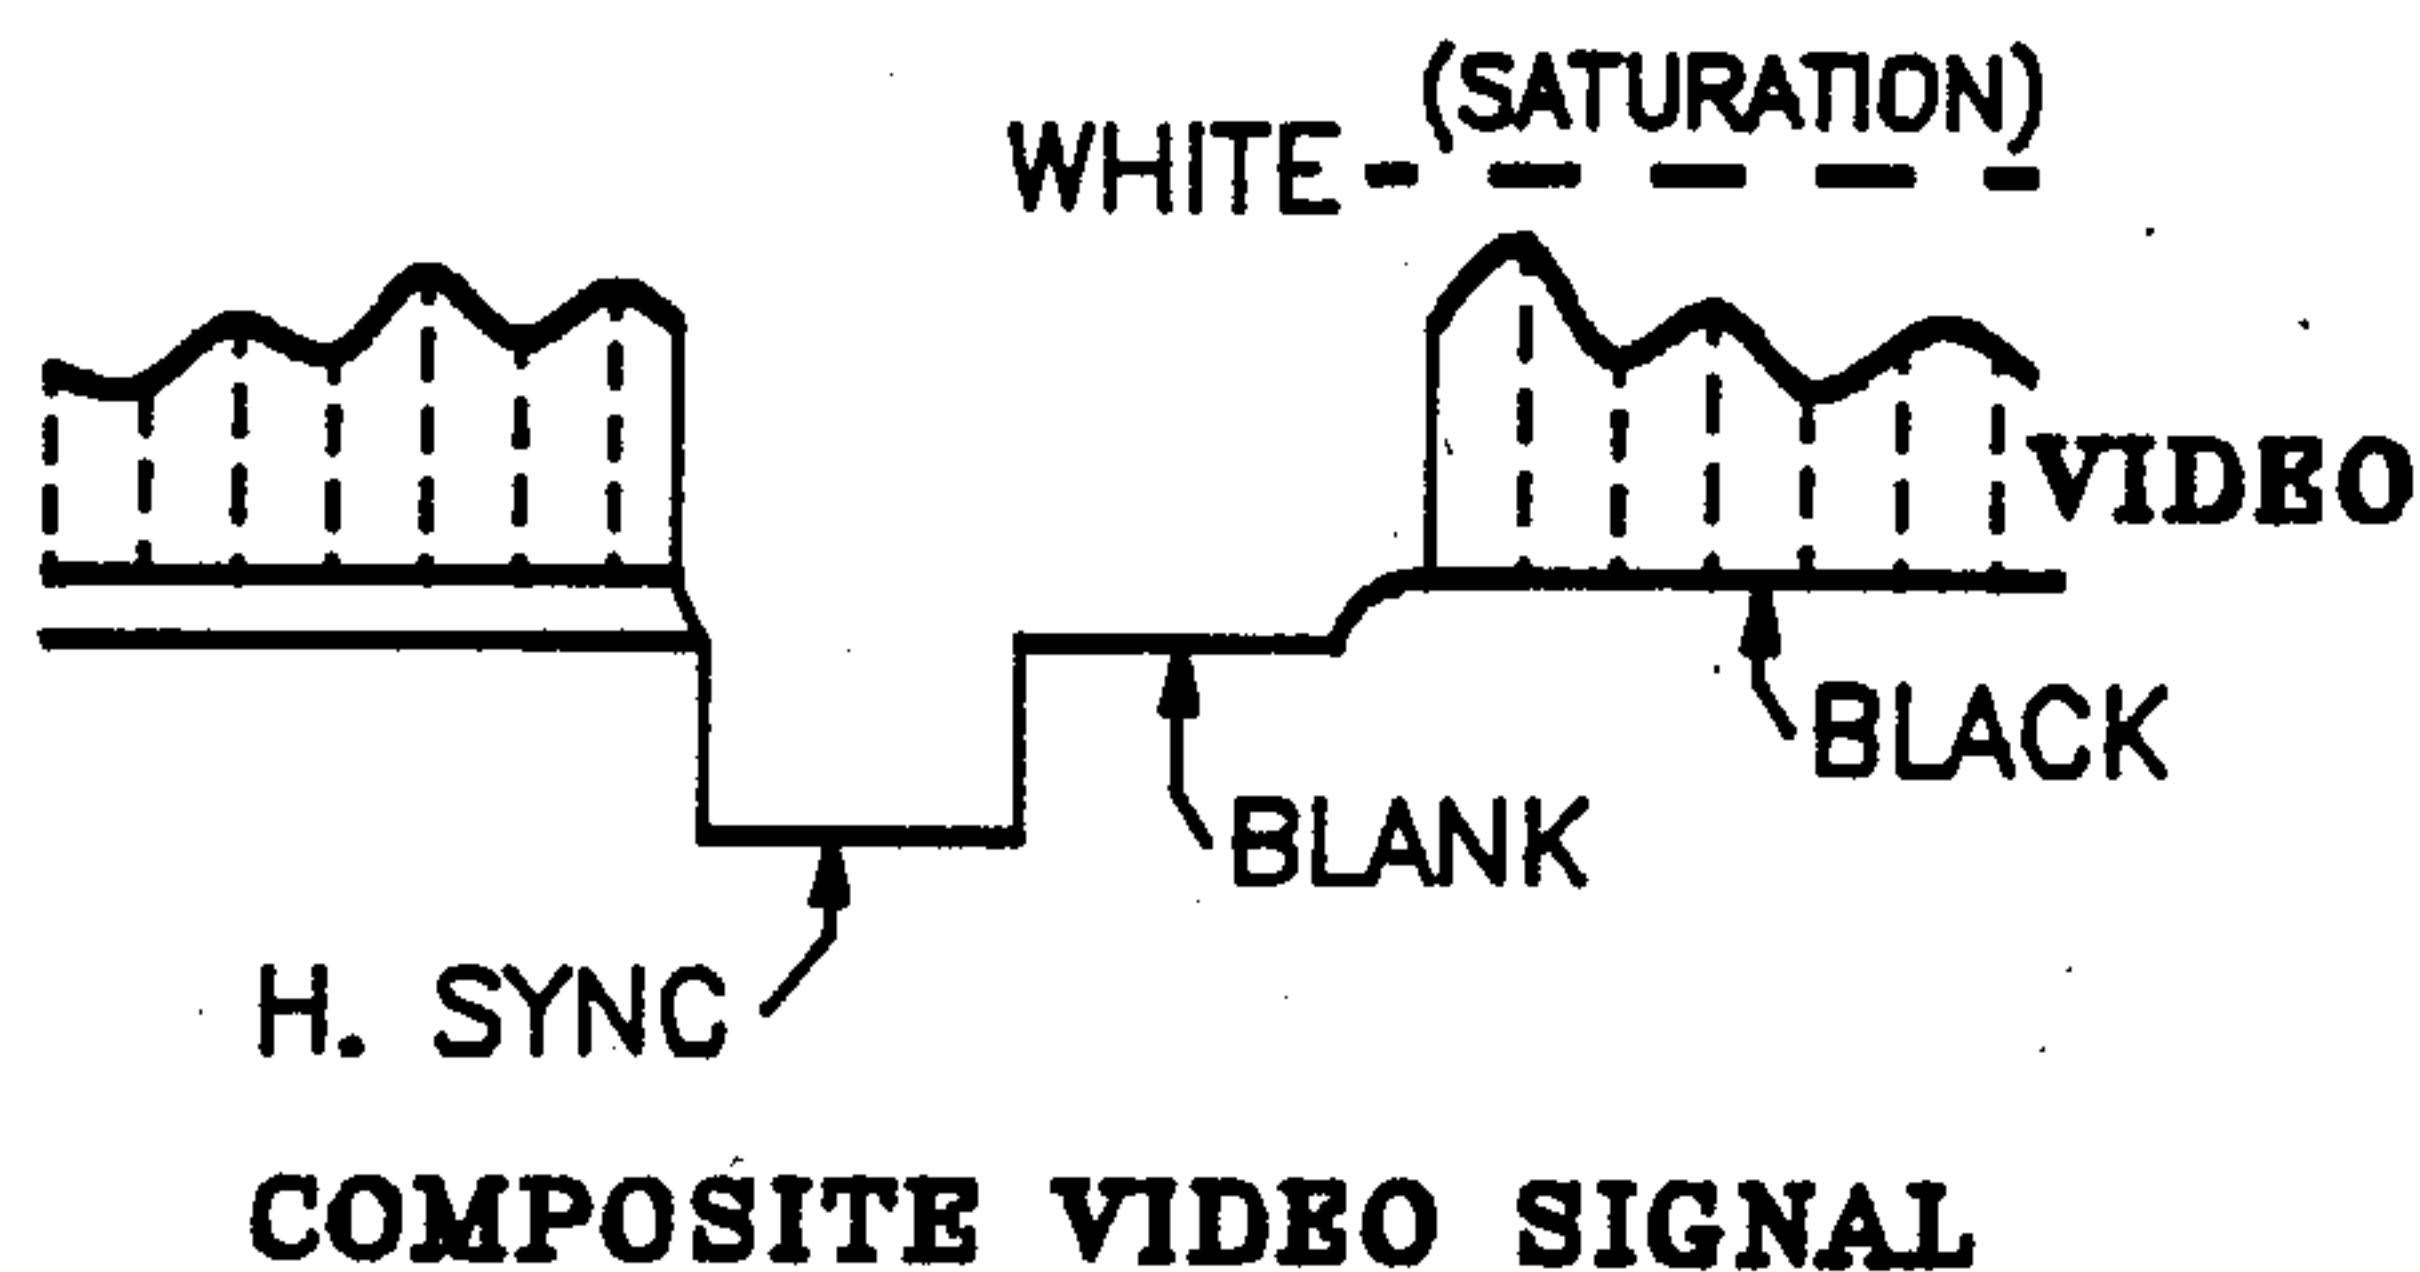 (SATURATION)
WHITE
VIDEO
BLACK
BLANK
H. SYNC
COMPOSITE VIDEO SIGNAL